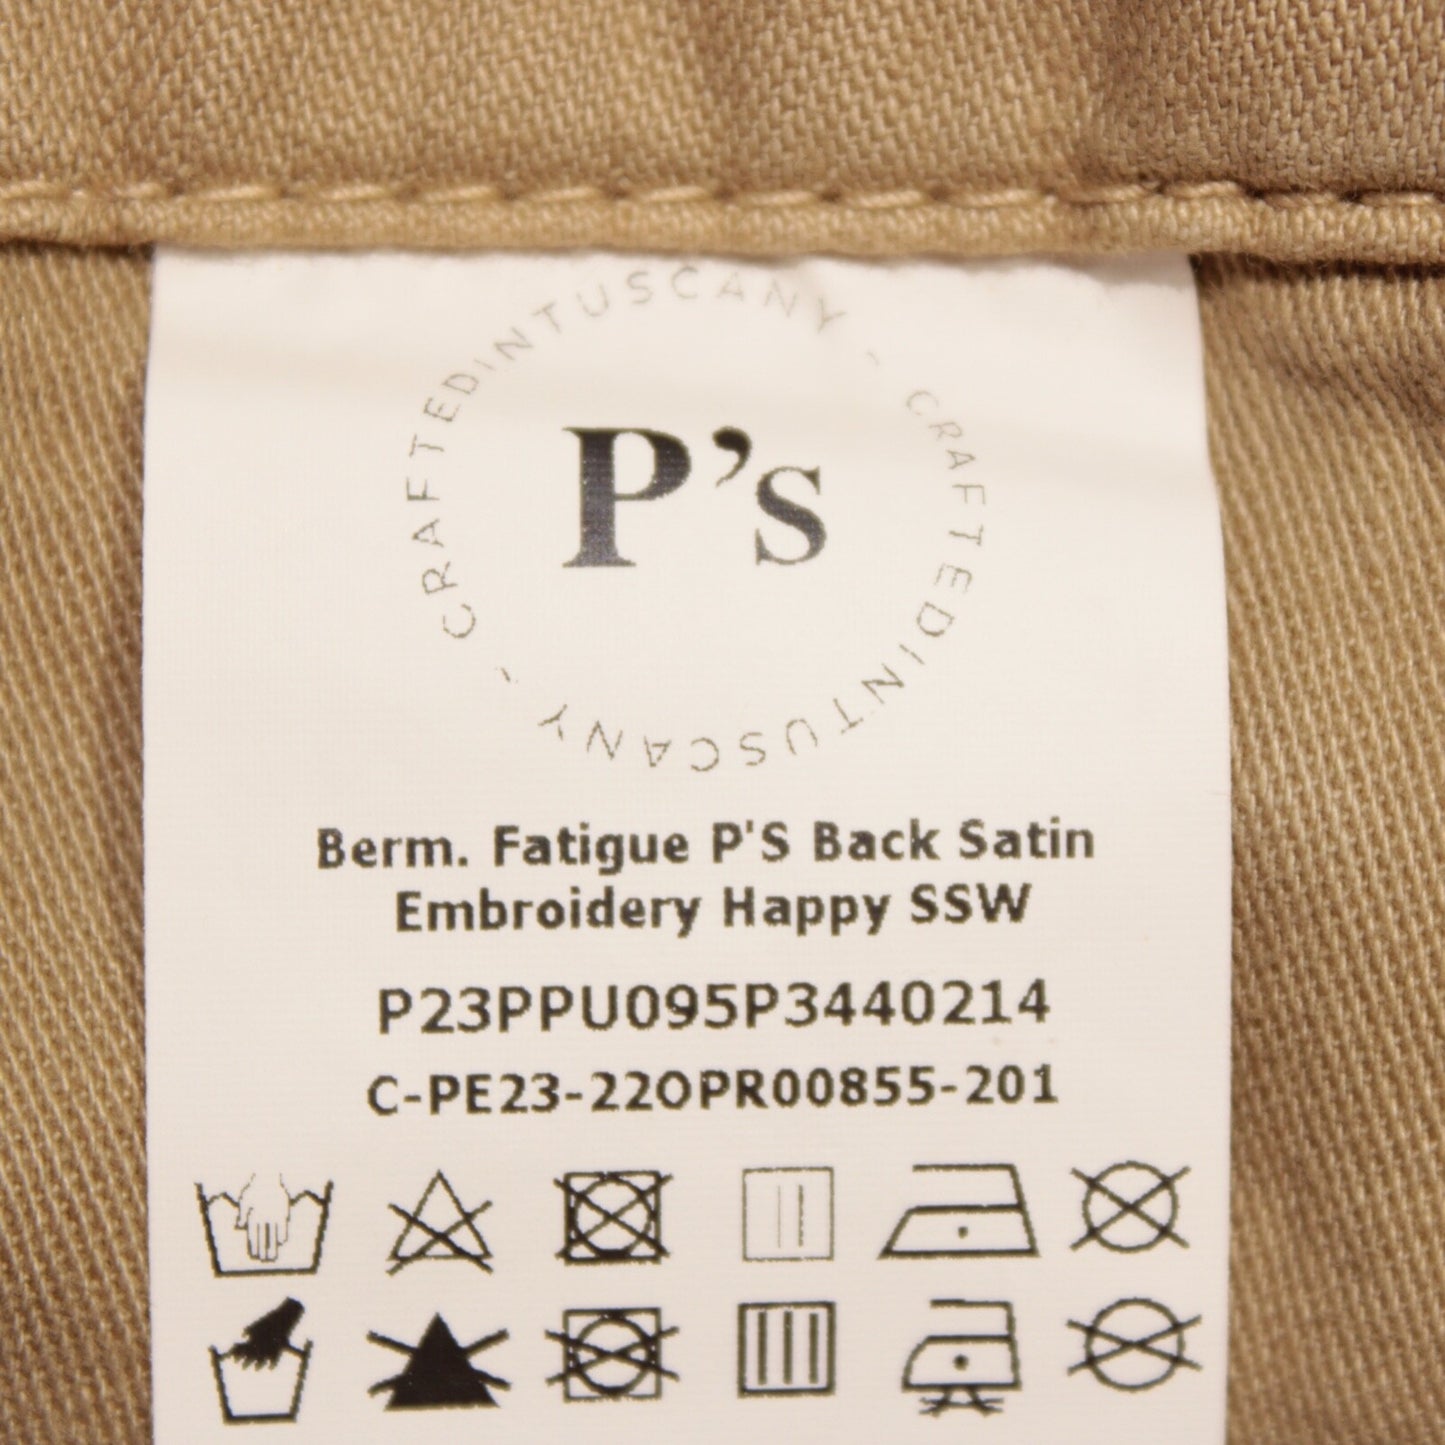 CRAFTEDINTUSCANY - CRAFTEDINTUSCANY -
P's
Berm. Fatigue P'S Back Satin
Embroidery Happy SSW
P23PPU095P3440214
C-PE23-22OPR00855-201